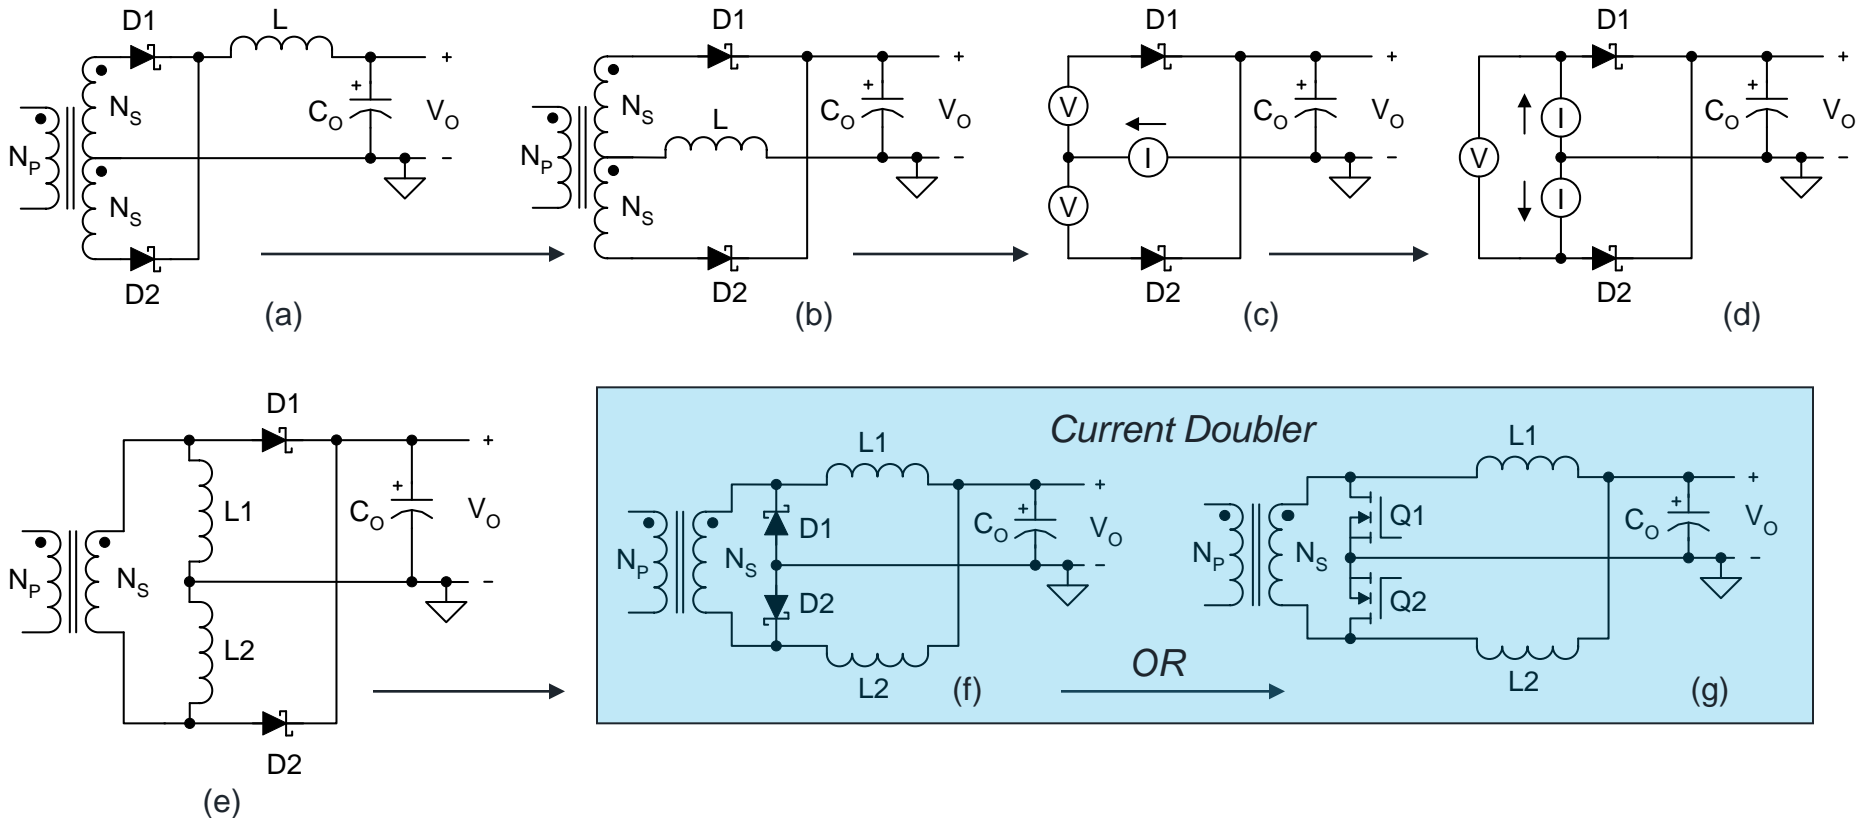 D1
L
N_P
N_S
N_S
+
C_O
+
V_O
−
D2
(a)
D1
N_P
N_S
L
N_S
+
C_O
+
V_O
−
D2
(b)
D1
V
I
V
+
C_O
+
V_O
−
D2
(c)
D1
V
I
I
+
C_O
+
V_O
−
D2
(d)
D1
N_P
N_S
L1
L2
+
C_O
+
V_O
−
D2
(e)
Current Doubler
L1
N_P
N_S
D1
D2
+
C_O
+
V_O
−
L2
(f)
OR
L1
N_P
N_S
Q1
Q2
+
C_O
+
V_O
−
L2
(g)